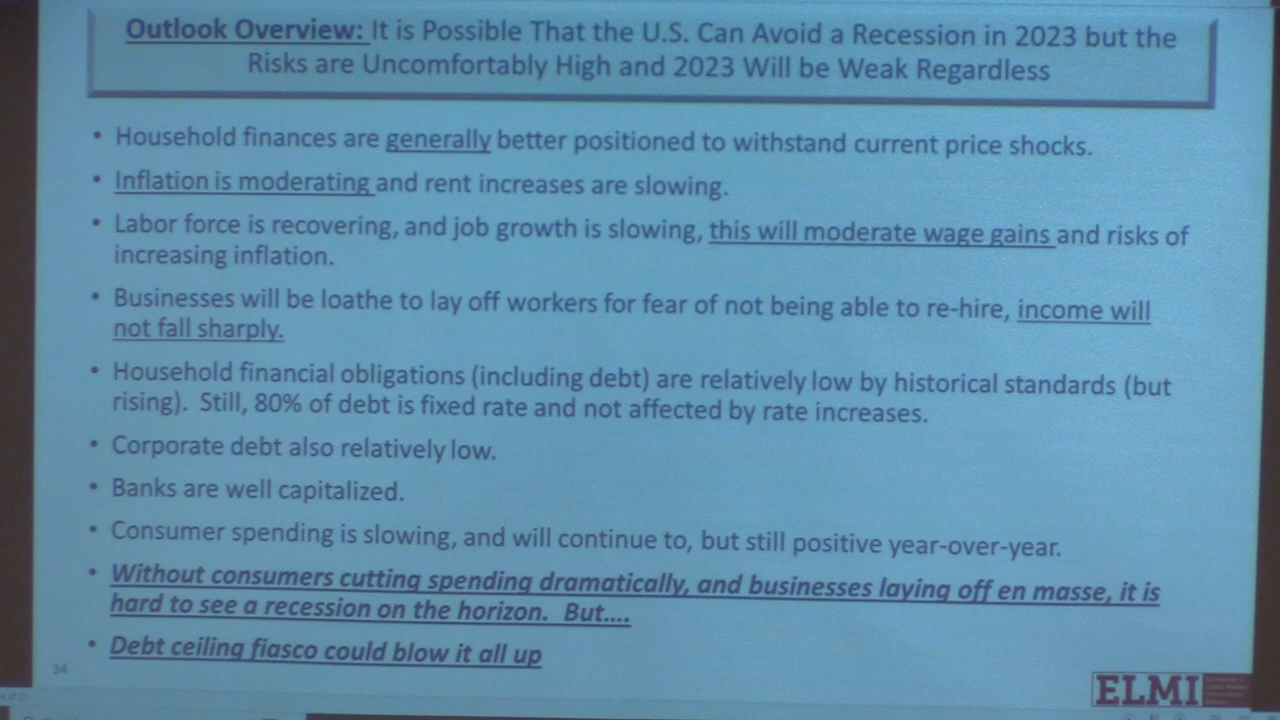 Outlook Overview: It is Possible That the U.S. Can Avoid a Recession in 2023 but the
Risks are Uncomfortably High and 2023 Will be Weak Regardless
• Household finances are generally better positioned to withstand current price shocks.
• Inflation is moderating and rent increases are slowing.
• Labor force is recovering, and job growth is slowing, this will moderate wage gains and risks of
increasing inflation.
• Businesses will be loathe to lay off workers for fear of not being able to re-hire, income will
not fall sharply.
• Household financial obligations (including debt) are relatively low by historical standards (but
rising). Still, 80% of debt is fixed rate and not affected by rate increases.
• Corporate debt also relatively low.
• Banks are well capitalized.
• Consumer spending is slowing, and will continue to, but still positive year-over-year.
• Without consumers cutting spending dramatically, and businesses laying off en masse, it is
hard to see a recession on the horizon. But....
• Debt ceiling fiasco could blow it all up
14
ELMI